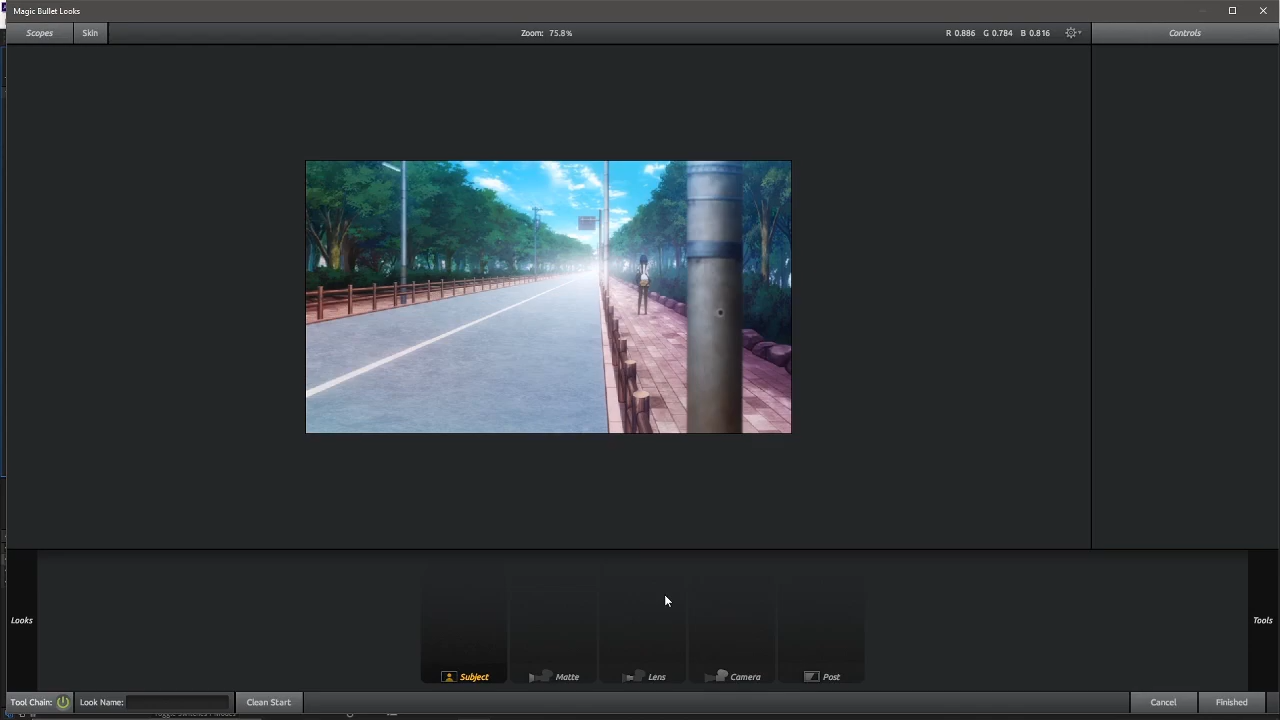 Magic Bullet Looks
Scopes Skin Zoom: 75.8% R 0.886 G 0.784 B 0.816 Controls
Looks Tools
Subject Matte Lens Camera Post
Tool Chain: Look Name: Clean Start Cancel Finished